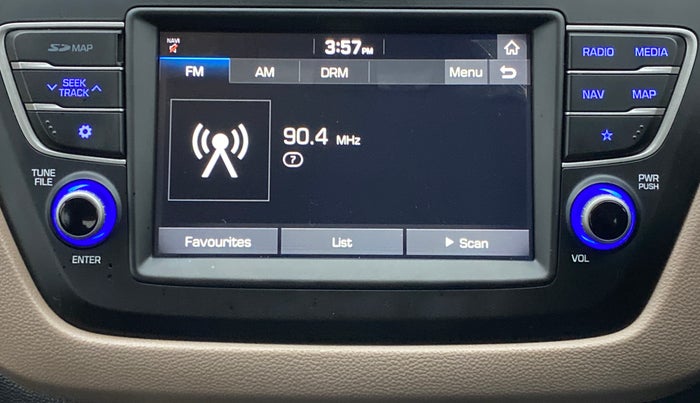 SD MAP
SEEK
TRACK
TUNE
FILE
ENTER
NAVI
3:57 PM
FM AM DRM Menu
90.4 MHz
?
Favourites List Scan
RADIO MEDIA
NAV MAP
PWR
PUSH
VOL